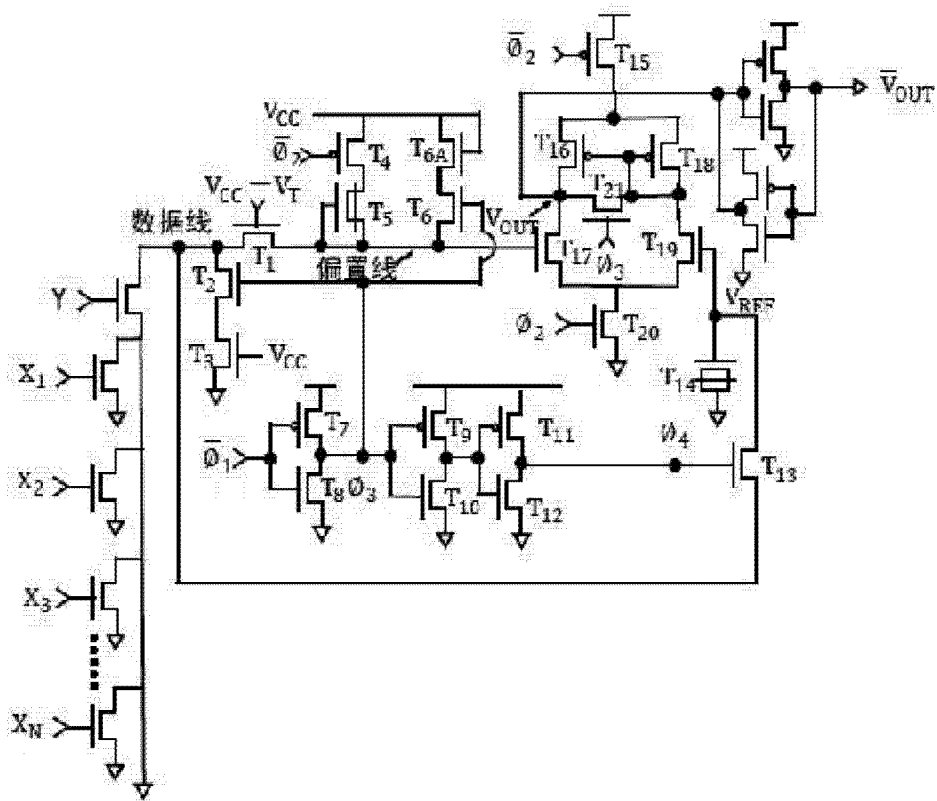 Ø̅₂
T₁₅
V̅OUT
VCC
Ø̅₂
T₄
T₆A
T₁₆
T₁₈
VCC – VT
T₅
T₆
VOUT
T₂₁
数据线
T₁
偏置线
T₁₇
Ø₃
T₁₉
T₂
VREF
Y
Ø₂
T₂₀
T₃
VCC
X₁
T₁₄
T₇
T₉
T₁₁
Ø₄
Ø̅₁
T₈
Ø₃
T₁₃
X₂
T₁₀
T₁₂
X₃
XN